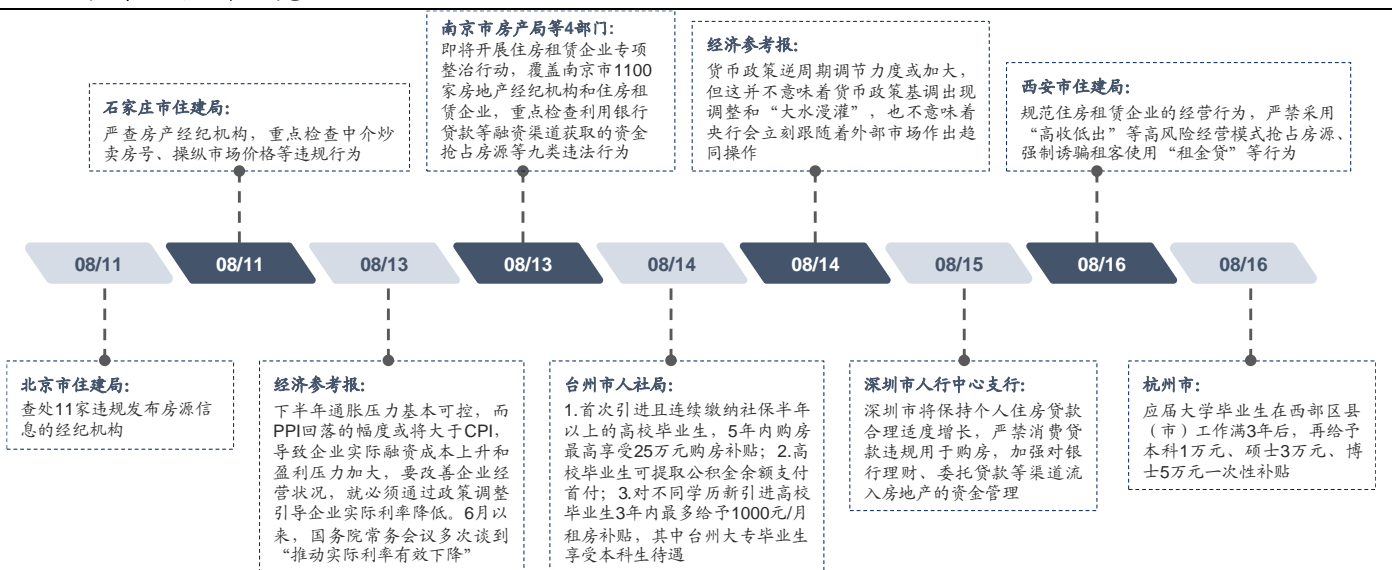 南京市房产局等4部门：
即将开展住房租赁企业专项
整治行动，覆盖南京市1100
家房地产经纪机构和住房租
赁企业，重点检查利用银行
贷款等融资渠道获取的资金
抢占房源等九类违法行为
经济参考报：
货币政策逆周期调节力度或加大，
但这并不意味着货币政策基调出现
调整和“大水漫灌”，也不意味着
央行会立刻跟随着外部市场作出趋
同操作
石家庄市住建局：
严查房产经纪机构，重点检查中介炒
卖房号、操纵市场价格等违规行为
西安市住建局：
规范住房租赁企业的经营行为，严禁采用
“高收低出”等高风险经营模式抢占房源、
强制诱骗租客使用“租金贷”等行为
08/11
08/11
08/13
08/13
08/14
08/14
08/15
08/16
08/16
北京市住建局：
查处11家违规发布房源信
息的经纪机构
经济参考报：
下半年通胀压力基本可控，而
PPI回落的幅度或将大于CPI，
导致企业实际融资成本上升和
盈利压力加大，要改善企业经
营状况，就必须通过政策调整
引导企业实际利率降低。6月以
来，国务院常务会议多次谈到
“推动实际利率有效下降”
台州市人社局：
1.首次引进且连续缴纳社保半年
以上的高校毕业生，5年内购房
最高享受25万元购房补贴；2.高
校毕业生可提取公积金余额支付
首付；3.对不同学历新引进高校
毕业生3年内最多给予1000元/月
租房补贴，其中台州大专毕业生
享受本科生待遇
深圳市人行中心支行：
深圳市将保持个人住房贷款
合理适度增长，严禁消费贷
款违规用于购房，加强对银
行理财、委托贷款等渠道流
入房地产的资金管理
杭州市：
应届大学毕业生在西部区县
（市）工作满3年后，再给予
本科1万元、硕士3万元、博
士5万元一次性补贴